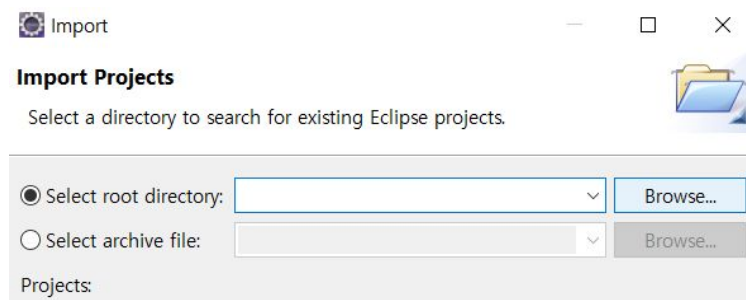 Import
Import Projects
Select a directory to search for existing Eclipse projects.
Select root directory: Browse...
Select archive file: Browse...
Projects: